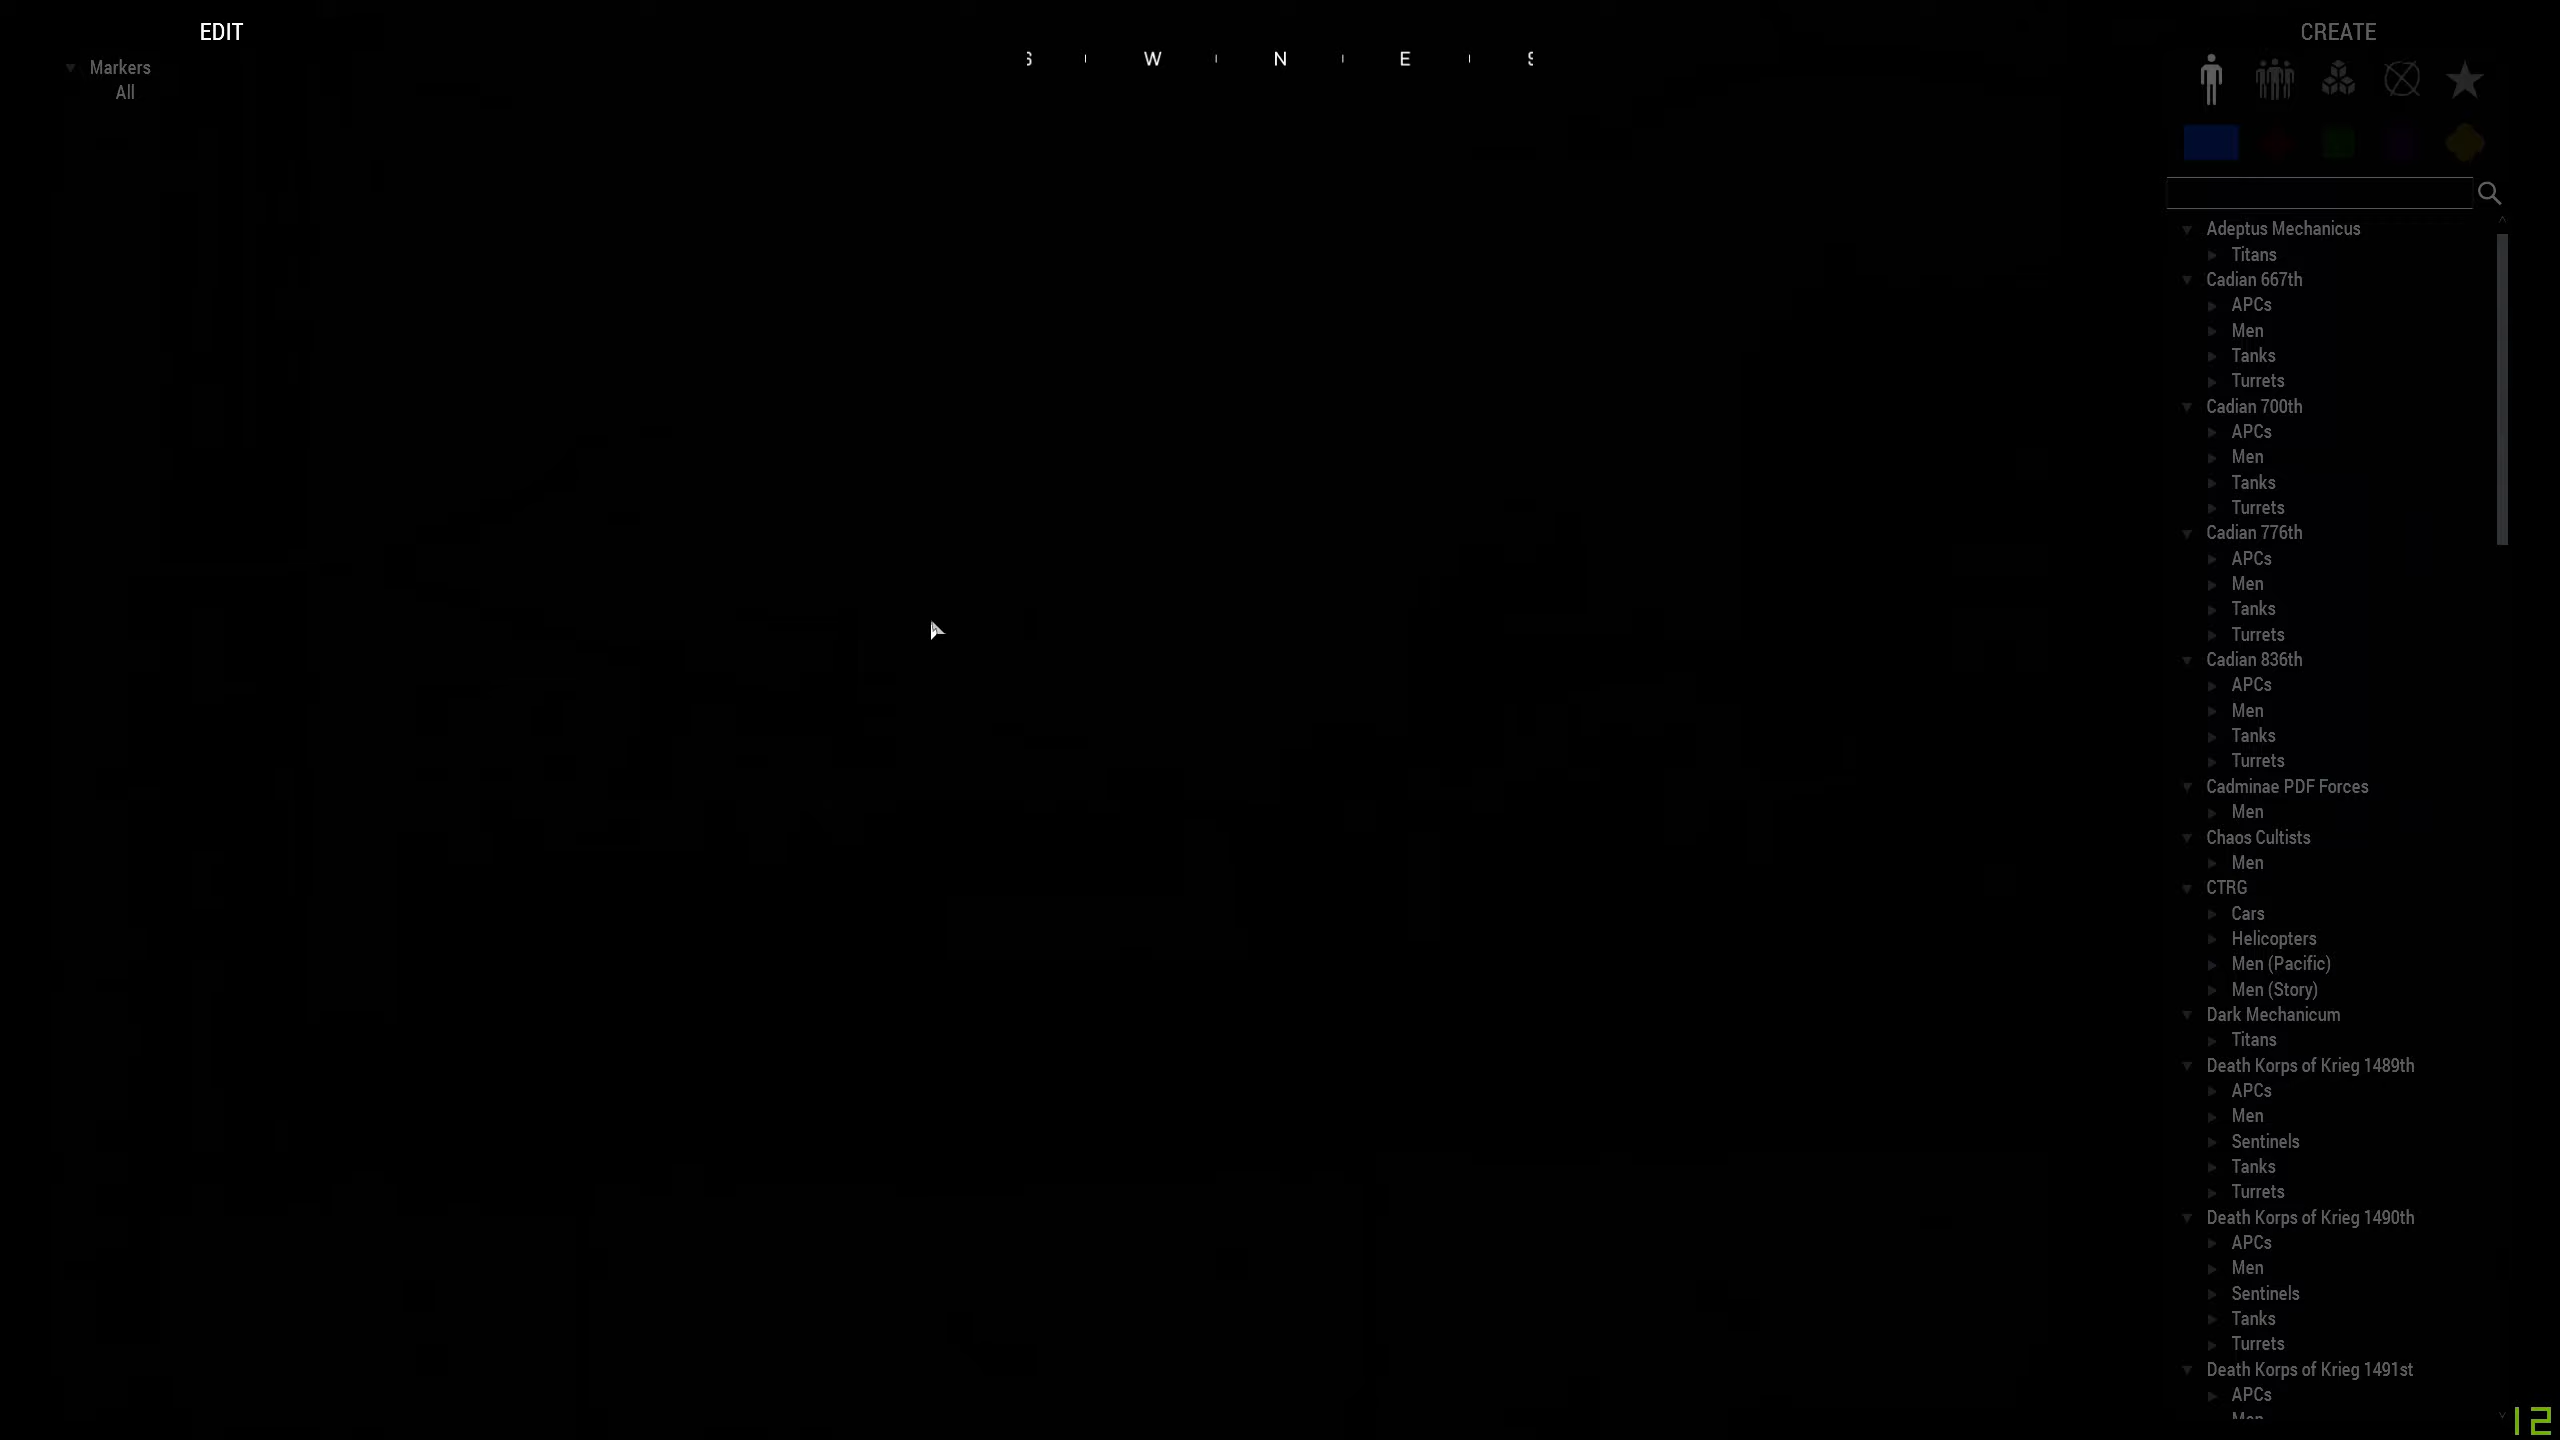 EDIT
Markers
All
S W N E S
CREATE
Adeptus Mechanicus
Titans
Cadian 667th
APCs
Men
Tanks
Turrets
Cadian 700th
APCs
Men
Tanks
Turrets
Cadian 776th
APCs
Men
Tanks
Turrets
Cadian 836th
APCs
Men
Tanks
Turrets
Cadminae PDF Forces
Men
Chaos Cultists
Men
CTRG
Cars
Helicopters
Men (Pacific)
Men (Story)
Dark Mechanicum
Titans
Death Korps of Krieg 1489th
APCs
Men
Sentinels
Tanks
Turrets
Death Korps of Krieg 1490th
APCs
Men
Sentinels
Tanks
Turrets
Death Korps of Krieg 1491st
APCs
Men
12